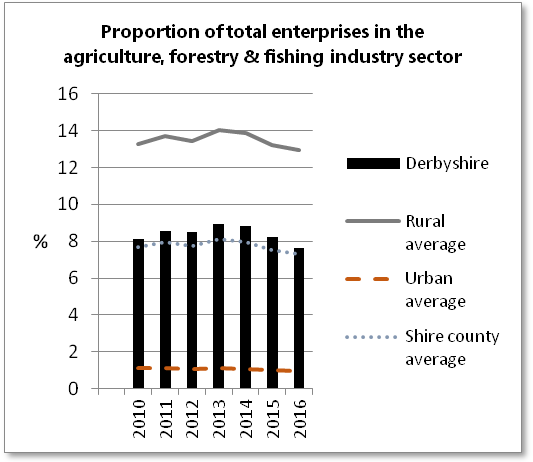 Proportion of total enterprises in the
agriculture, forestry & fishing industry sector
16
14
12
10
8
6
4
2
0
%
2010
2011
2012
2013
2014
2015
2016
Derbyshire
Rural
average
Urban
average
Shire county
average